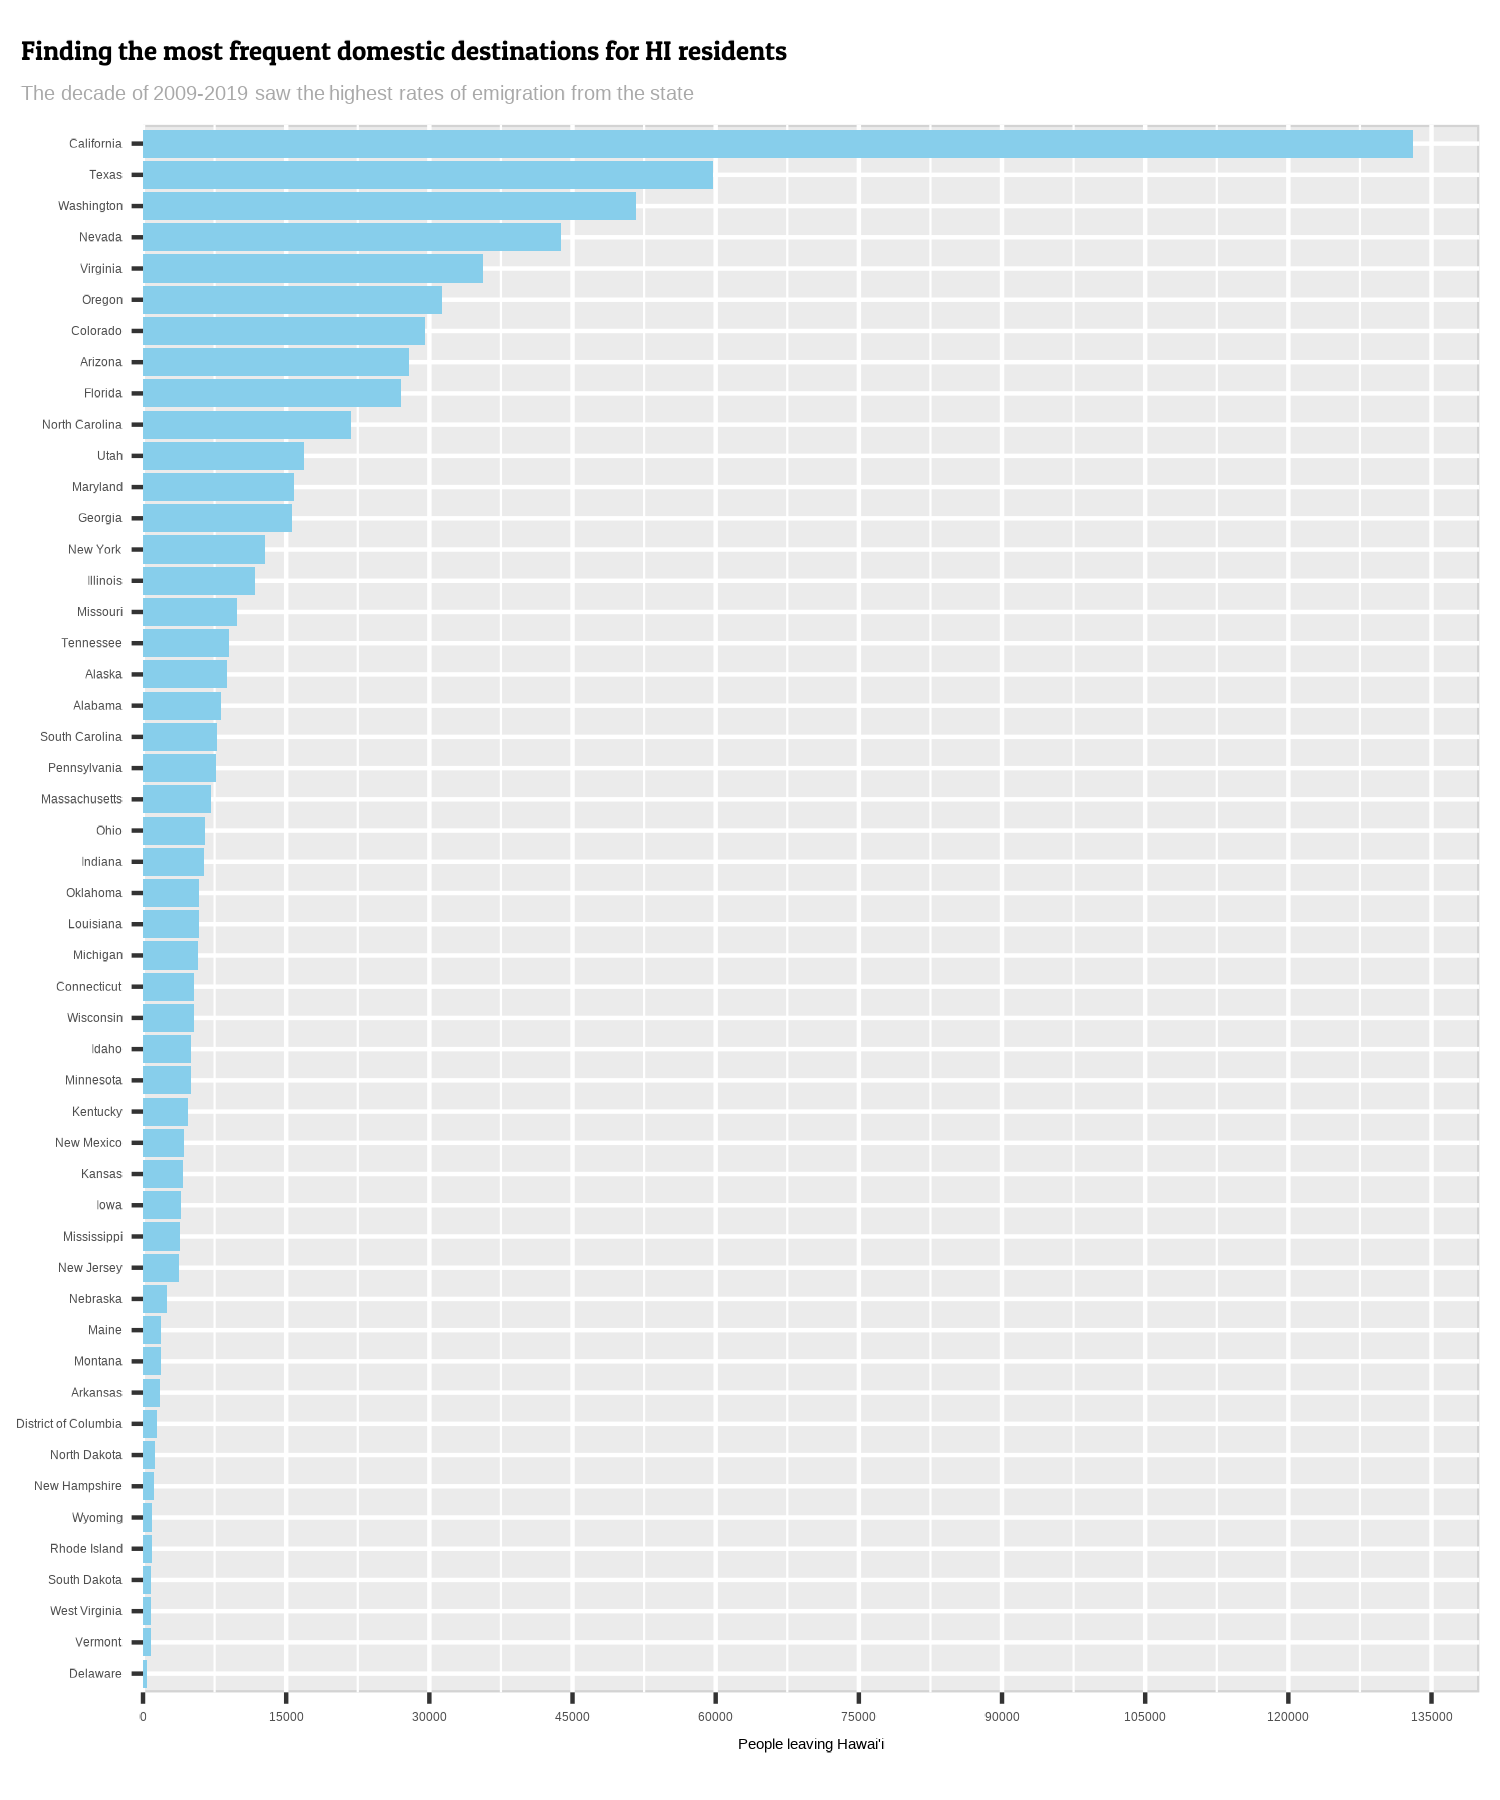 Finding the most frequent domestic destinations for HI residents
The decade of 2009-2019 saw the highest rates of emigration from the state
California
Texas
Washington
Nevada
Virginia
Oregon
Colorado
Arizona
Florida
North Carolina
Utah
Maryland
Georgia
New York
Illinois
Missouri
Tennessee
Alaska
Alabama
South Carolina
Pennsylvania
Massachusetts
Ohio
Indiana
Oklahoma
Louisiana
Michigan
Connecticut
Wisconsin
Idaho
Minnesota
Kentucky
New Mexico
Kansas
Iowa
Mississippi
New Jersey
Nebraska
Maine
Montana
Arkansas
District of Columbia
North Dakota
New Hampshire
Wyoming
Rhode Island
South Dakota
West Virginia
Vermont
Delaware
0 15000 30000 45000 60000 75000 90000 105000 120000 135000
People leaving Hawai'i